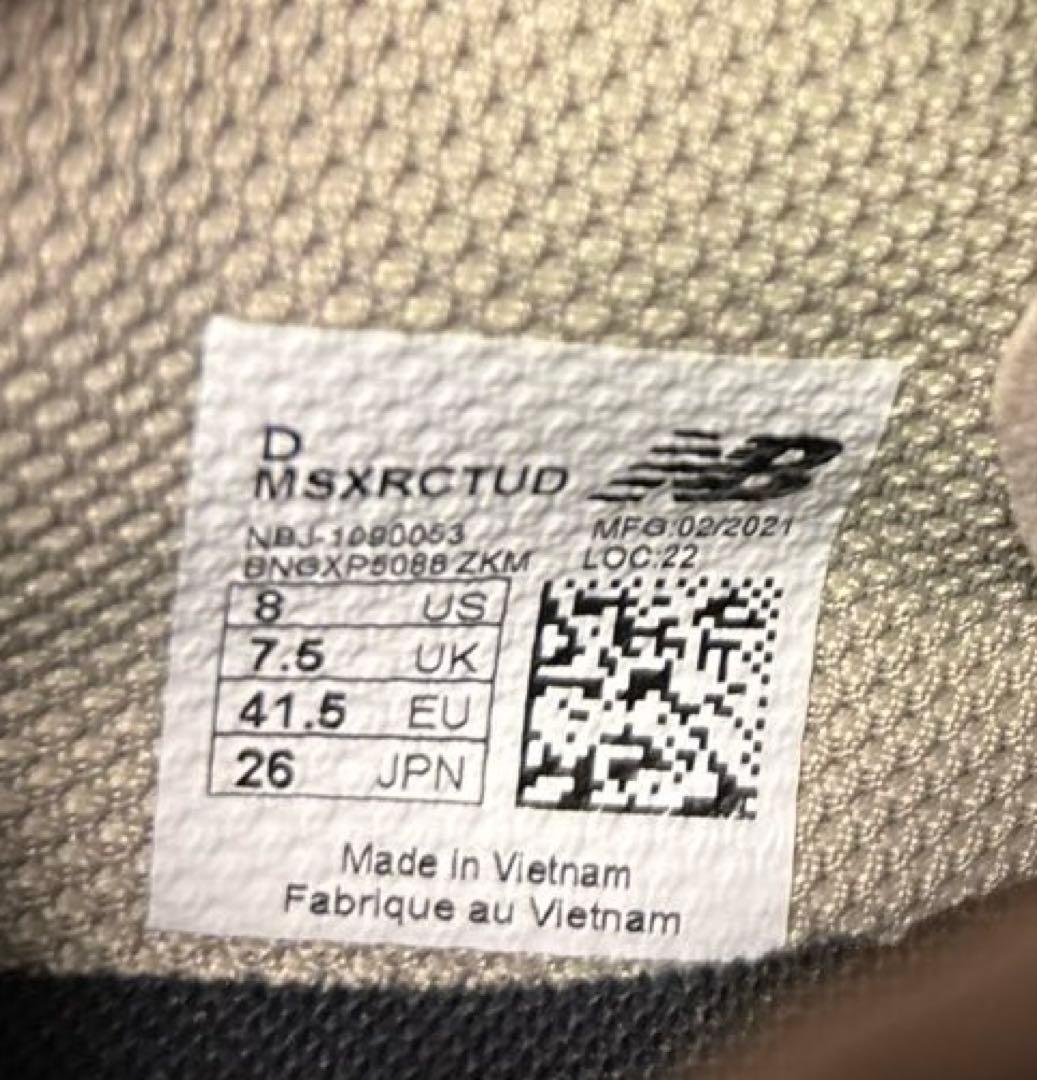 D
MSXRCTUD
NB
NBJ-1090053
MFG:02/2021
BNGXP5088 ZKM
LOC:22
8 US
7.5 UK
41.5 EU
26 JPN
Made in Vietnam
Fabrique au Vietnam